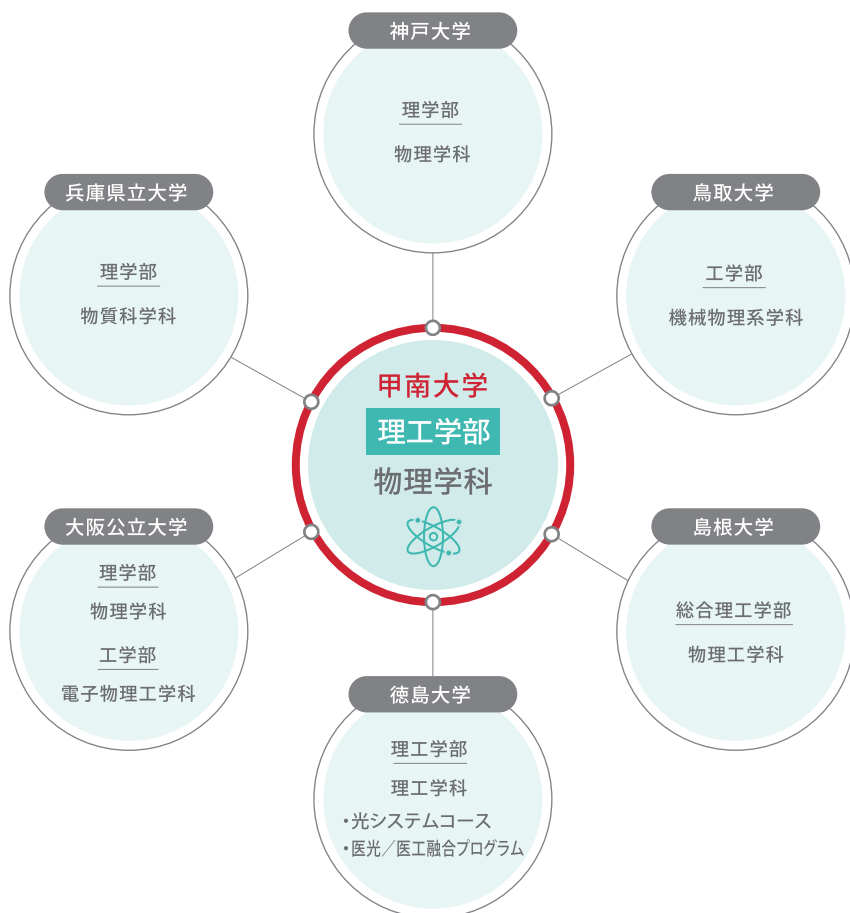 神戸大学
理学部
物理学科
兵庫県立大学
理学部
物質科学科
鳥取大学
工学部
機械物理系学科
甲南大学
理工学部
物理学科
大阪公立大学
理学部
物理学科
工学部
電子物理工学科
島根大学
総合理工学部
物理工学科
徳島大学
理工学部
理工学科
・光システムコース
・医光／医工融合プログラム